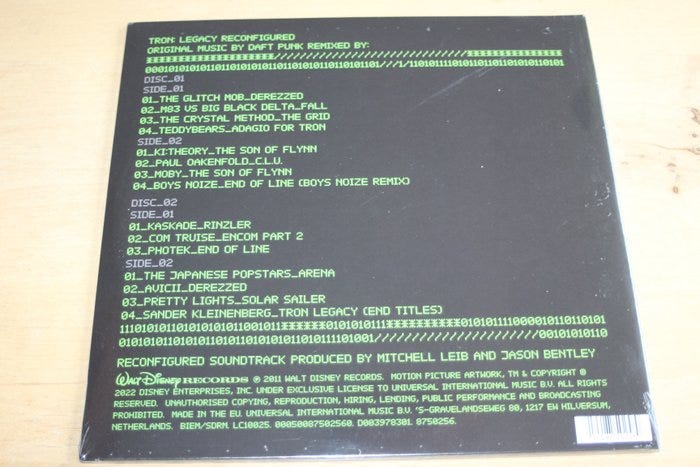 TRON: LEGACY RECONFIGURED
ORIGINAL MUSIC BY DAFT PUNK REMIXED BY:
DISC_01
SIDE_01
01_THE GLITCH MOB_DEREZZED
02_M83 VS BIG BLACK DELTA_FALL
03_THE CRYSTAL METHOD_THE GRID
04_TEDDYBEARS_ADAGIO FOR TRON
SIDE_02
01_KI:THEORY_THE SON OF FLYNN
02_PAUL OAKENFOLD_C.L.U.
03_MOBY_THE SON OF FLYNN
04_BOYS NOIZE_END OF LINE (BOYS NOIZE REMIX)
DISC_02
SIDE_01
01_KASKADE_RINZLER
02_COM TRUISE_ENCOM PART 2
03_PHOTEK_END OF LINE
SIDE_02
01_THE JAPANESE POPSTARS_ARENA
02_AVICII_DEREZZED
03_PRETTY LIGHTS_SOLAR SAILER
04_SANDER KLEINENBERG_TRON LEGACY (END TITLES)
RECONFIGURED SOUNDTRACK PRODUCED BY MITCHELL LEIB AND JASON BENTLEY
WALT DISNEY RECORDS ℗ 2011 WALT DISNEY RECORDS. MOTION PICTURE ARTWORK, TM & COPYRIGHT ©
2022 DISNEY ENTERPRISES, INC. UNDER EXCLUSIVE LICENSE TO UNIVERSAL INTERNATIONAL MUSIC B.V. ALL RIGHTS
RESERVED. UNAUTHORISED COPYING, REPRODUCTION, HIRING, LENDING, PUBLIC PERFORMANCE AND BROADCASTING
PROHIBITED. MADE IN THE EU. UNIVERSAL INTERNATIONAL MUSIC B.V. 'S-GRAVELANDSEWEG 80, 1217 EW HILVERSUM,
NETHERLANDS. BIEM/SDRM. LC10025. 00050087502560. D003978301. 8750256.